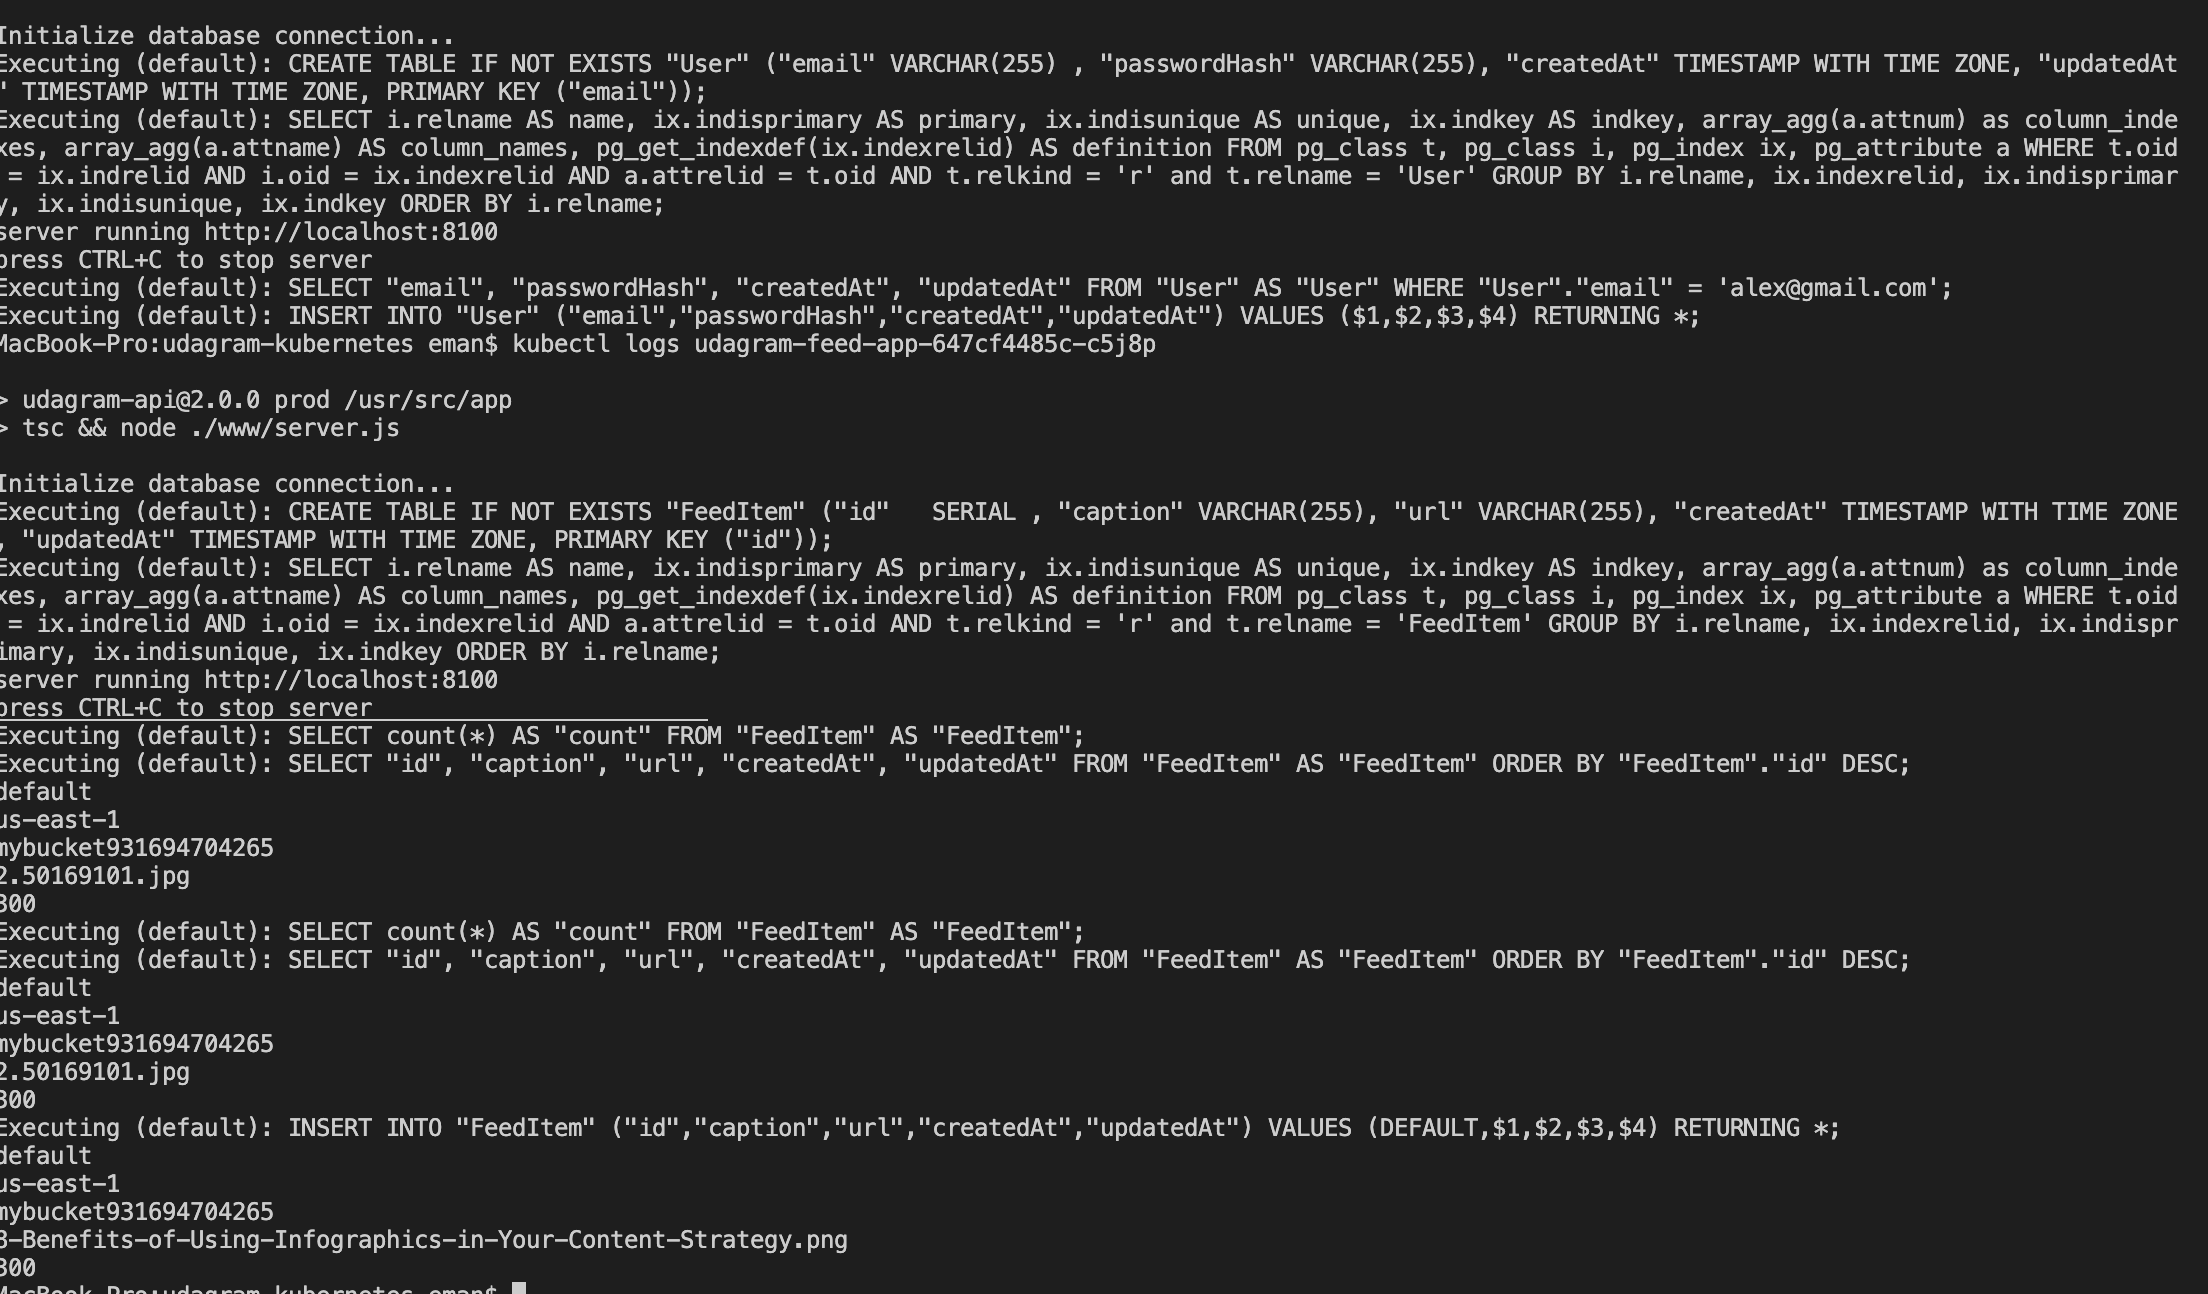 Initialize database connection...
Executing (default): CREATE TABLE IF NOT EXISTS "User" ("email" VARCHAR(255) , "passwordHash" VARCHAR(255), "createdAt" TIMESTAMP WITH TIME ZONE, "updatedAt
" TIMESTAMP WITH TIME ZONE, PRIMARY KEY ("email"));
Executing (default): SELECT i.relname AS name, ix.indisprimary AS primary, ix.indisunique AS unique, ix.indkey AS indkey, array_agg(a.attnum) as column_inde
xes, array_agg(a.attname) AS column_names, pg_get_indexdef(ix.indexrelid) AS definition FROM pg_class t, pg_class i, pg_index ix, pg_attribute a WHERE t.oid
= ix.indrelid AND i.oid = ix.indexrelid AND a.attrelid = t.oid AND t.relkind = 'r' and t.relname = 'User' GROUP BY i.relname, ix.indexrelid, ix.indisprimar
y, ix.indisunique, ix.indkey ORDER BY i.relname;
server running http://localhost:8100
press CTRL+C to stop server
Executing (default): SELECT "email", "passwordHash", "createdAt", "updatedAt" FROM "User" AS "User" WHERE "User"."email" = 'alex@gmail.com';
Executing (default): INSERT INTO "User" ("email","passwordHash","createdAt","updatedAt") VALUES ($1,$2,$3,$4) RETURNING *;
MacBook-Pro:udagram-kubernetes eman$ kubectl logs udagram-feed-app-647cf4485c-c5j8p
> udagram-api@2.0.0 prod /usr/src/app
> tsc && node ./www/server.js
Initialize database connection...
Executing (default): CREATE TABLE IF NOT EXISTS "FeedItem" ("id"   SERIAL , "caption" VARCHAR(255), "url" VARCHAR(255), "createdAt" TIMESTAMP WITH TIME ZONE
, "updatedAt" TIMESTAMP WITH TIME ZONE, PRIMARY KEY ("id"));
Executing (default): SELECT i.relname AS name, ix.indisprimary AS primary, ix.indisunique AS unique, ix.indkey AS indkey, array_agg(a.attnum) as column_inde
xes, array_agg(a.attname) AS column_names, pg_get_indexdef(ix.indexrelid) AS definition FROM pg_class t, pg_class i, pg_index ix, pg_attribute a WHERE t.oid
= ix.indrelid AND i.oid = ix.indexrelid AND a.attrelid = t.oid AND t.relkind = 'r' and t.relname = 'FeedItem' GROUP BY i.relname, ix.indexrelid, ix.indispr
imary, ix.indisunique, ix.indkey ORDER BY i.relname;
server running http://localhost:8100
press CTRL+C to stop server
Executing (default): SELECT count(*) AS "count" FROM "FeedItem" AS "FeedItem";
Executing (default): SELECT "id", "caption", "url", "createdAt", "updatedAt" FROM "FeedItem" AS "FeedItem" ORDER BY "FeedItem"."id" DESC;
default
us-east-1
mybucket931694704265
2.50169101.jpg
300
Executing (default): SELECT count(*) AS "count" FROM "FeedItem" AS "FeedItem";
Executing (default): SELECT "id", "caption", "url", "createdAt", "updatedAt" FROM "FeedItem" AS "FeedItem" ORDER BY "FeedItem"."id" DESC;
default
us-east-1
mybucket931694704265
2.50169101.jpg
300
Executing (default): INSERT INTO "FeedItem" ("id","caption","url","createdAt","updatedAt") VALUES (DEFAULT,$1,$2,$3,$4) RETURNING *;
default
us-east-1
mybucket931694704265
8-Benefits-of-Using-Infographics-in-Your-Content-Strategy.png
300
MacBook-Pro:udagram-kubernetes eman$